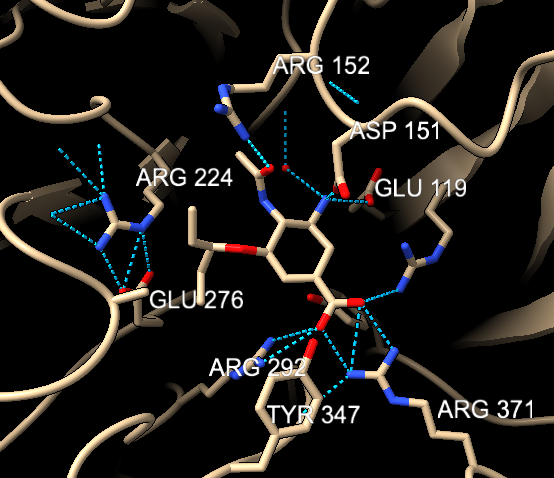 ARG 152
ASP 151
ARG 224
GLU 119
GLU 276
ARG 292
TYR 347
ARG 371